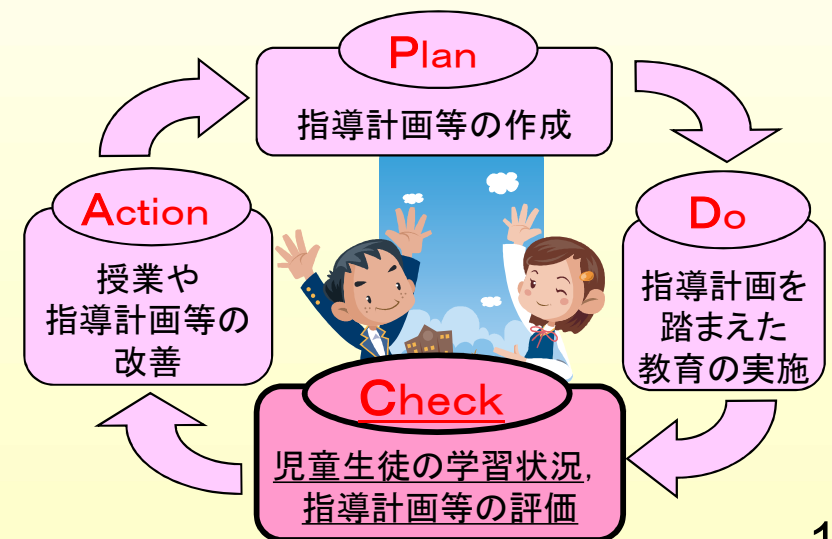 Plan
指導計画等の作成
Do
指導計画を
踏まえた
教育の実施
Check
児童生徒の学習状況,
指導計画等の評価
Action
授業や
指導計画等の
改善
1